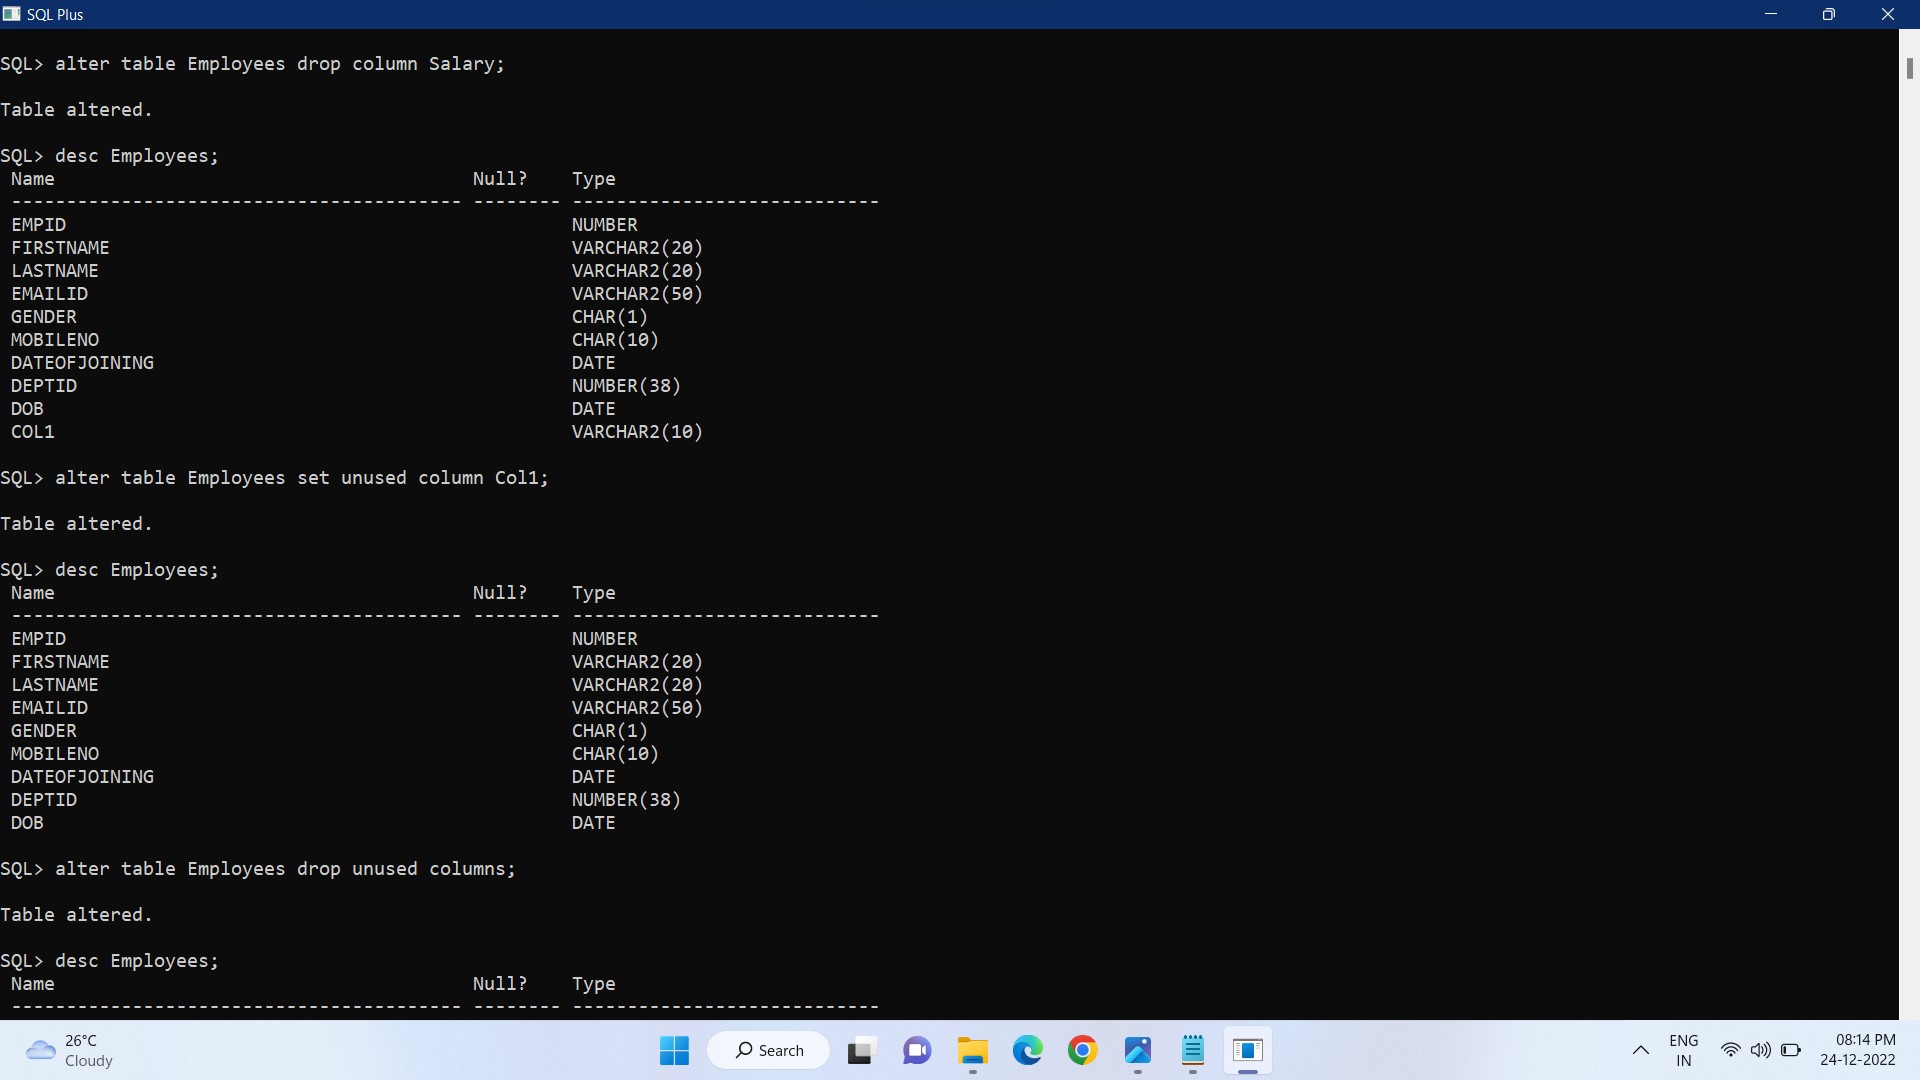 SQL Plus
SQL> alter table Employees drop column Salary;
Table altered.
SQL> desc Employees;
Name Null? Type
----------------------------------------- -------- ----------------------------
EMPID NUMBER
FIRSTNAME VARCHAR2(20)
LASTNAME VARCHAR2(20)
EMAILID VARCHAR2(50)
GENDER CHAR(1)
MOBILENO CHAR(10)
DATEOFJOINING DATE
DEPTID NUMBER(38)
DOB DATE
COL1 VARCHAR2(10)
SQL> alter table Employees set unused column Col1;
Table altered.
SQL> desc Employees;
Name Null? Type
----------------------------------------- -------- ----------------------------
EMPID NUMBER
FIRSTNAME VARCHAR2(20)
LASTNAME VARCHAR2(20)
EMAILID VARCHAR2(50)
GENDER CHAR(1)
MOBILENO CHAR(10)
DATEOFJOINING DATE
DEPTID NUMBER(38)
DOB DATE
SQL> alter table Employees drop unused columns;
Table altered.
SQL> desc Employees;
Name Null? Type
----------------------------------------- -------- ----------------------------
26°C
Cloudy
Search
ENG
IN
08:14 PM
24-12-2022